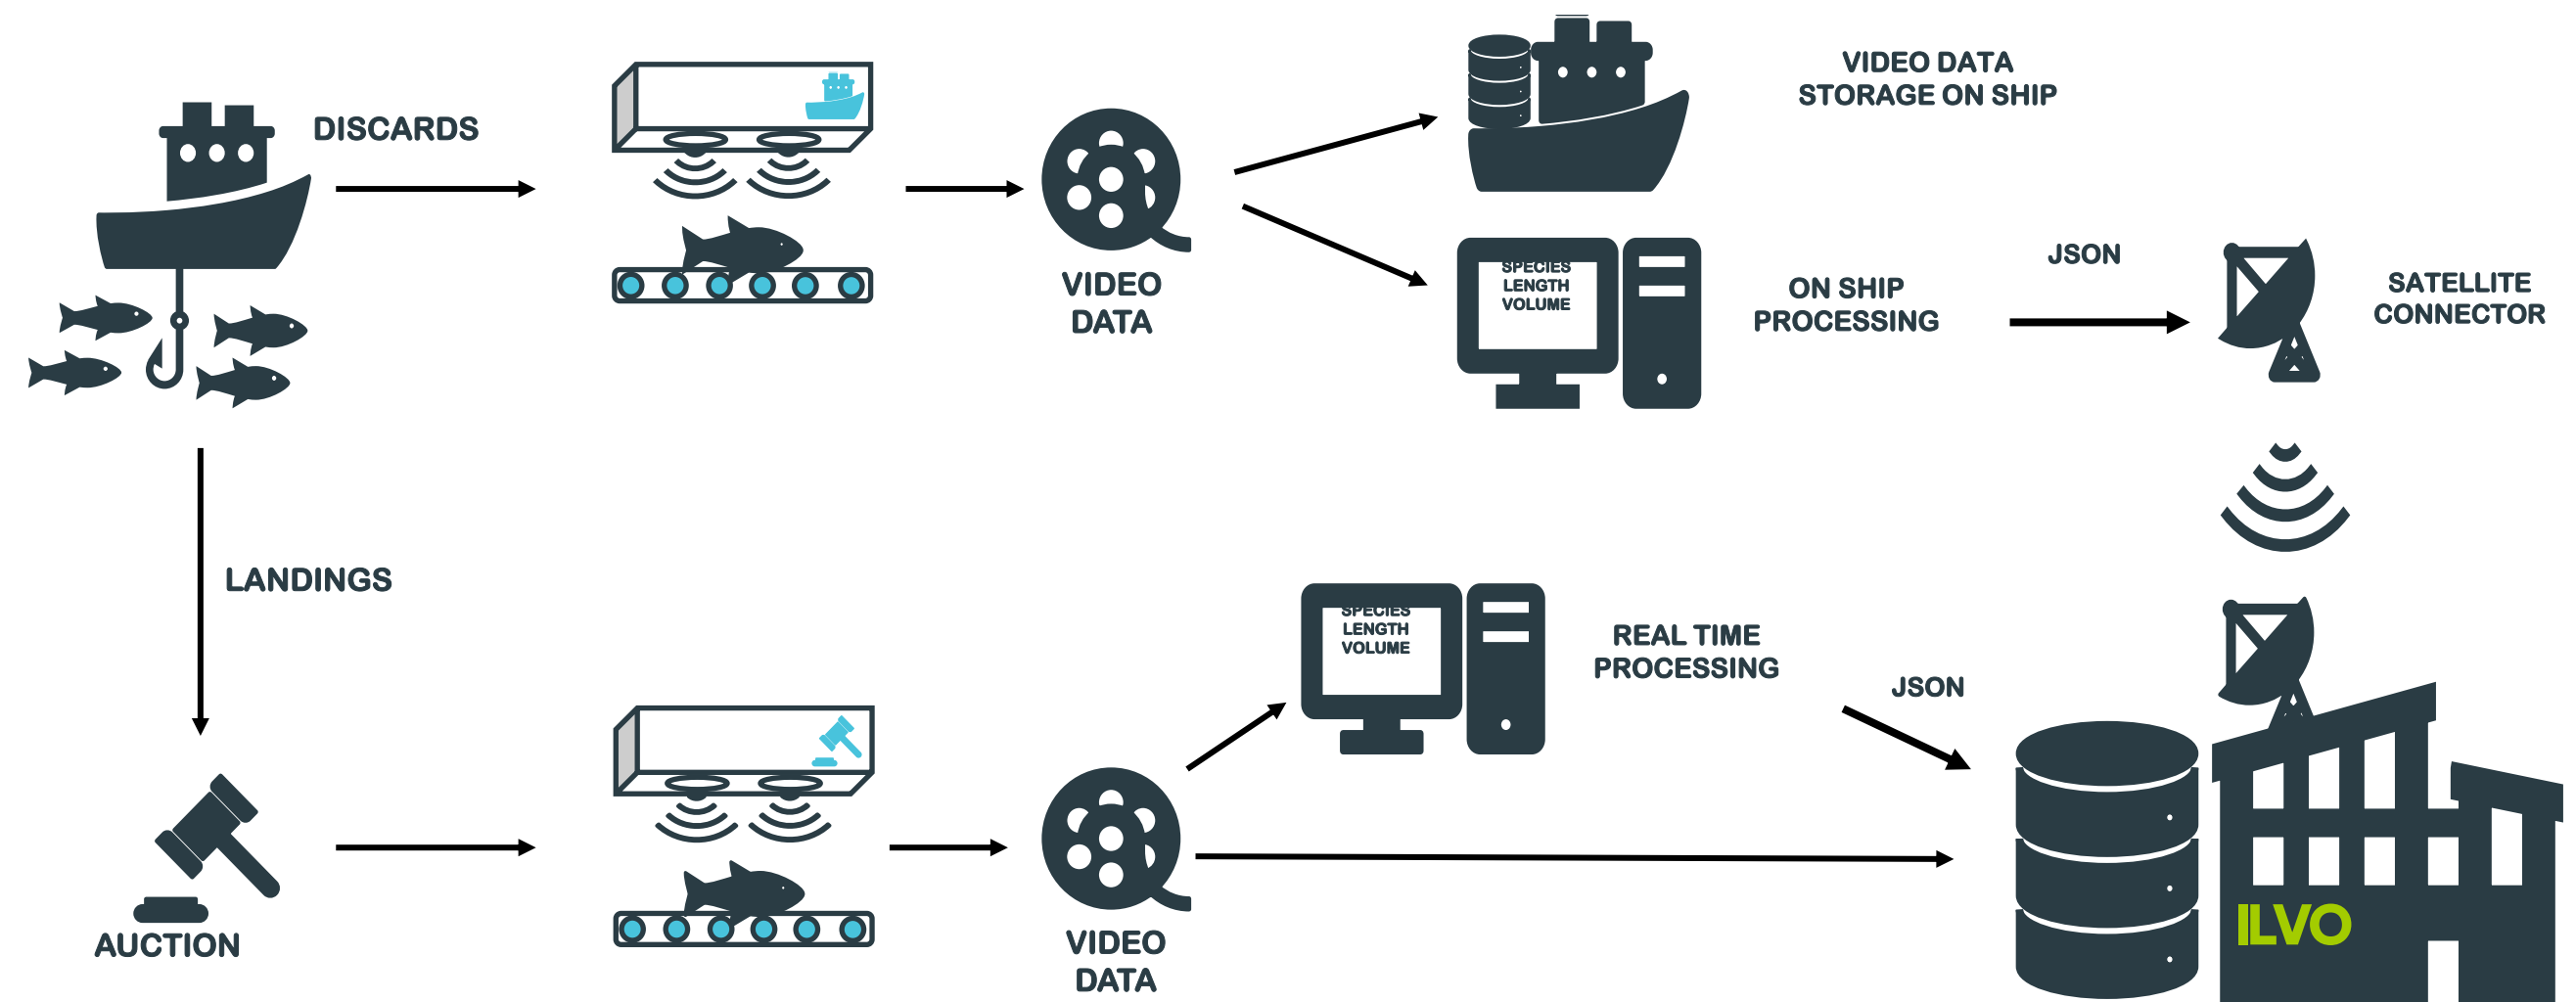 DISCARDS
VIDEO
DATA
VIDEO DATA
STORAGE ON SHIP
SPECIES
LENGTH
VOLUME
ON SHIP
PROCESSING
JSON
SATELLITE
CONNECTOR
LANDINGS
AUCTION
VIDEO
DATA
SPECIES
LENGTH
VOLUME
REAL TIME
PROCESSING
JSON
ILVO